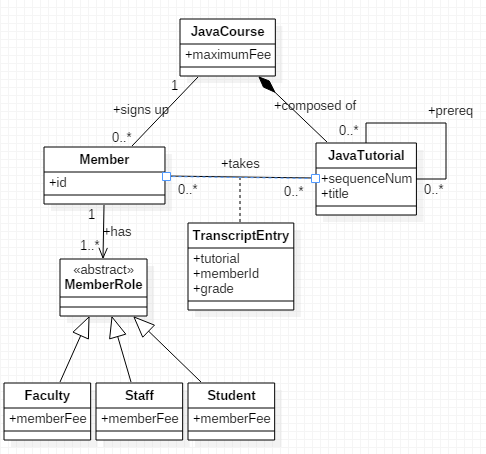 JavaCourse
+maximumFee
1
+signs up
+composed of
+prereq
0..*
0..*
Member
+id
+takes
JavaTutorial
+sequenceNum
+title
0..*
0..*
0..*
1
+has
1..*
TranscriptEntry
+tutorial
+memberId
+grade
«abstract»
MemberRole
Faculty
+memberFee
Staff
+memberFee
Student
+memberFee